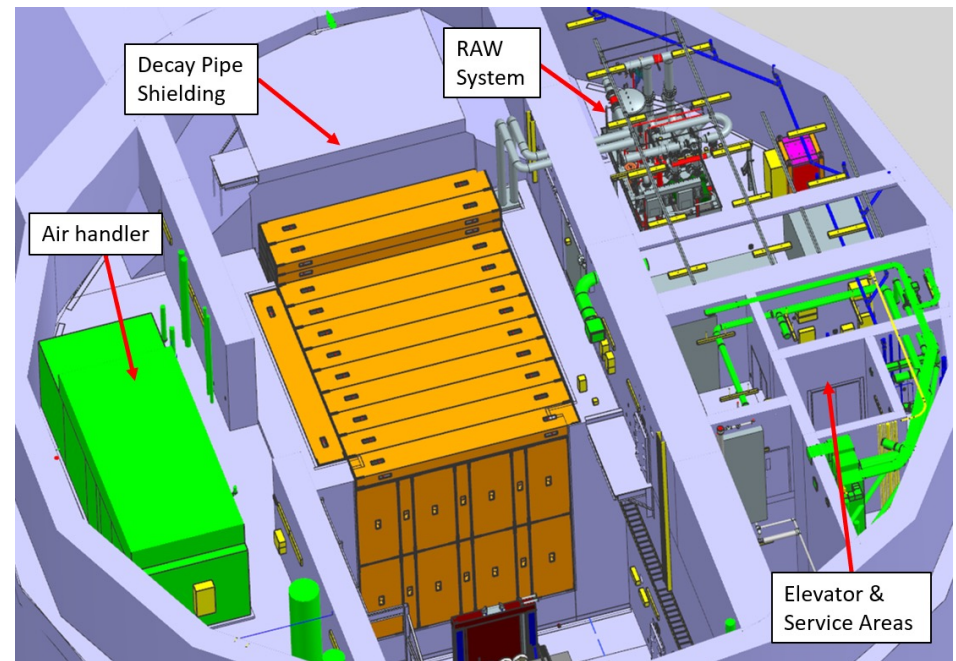 Decay Pipe
Shielding
RAW
System
Air handler
Elevator &
Service Areas